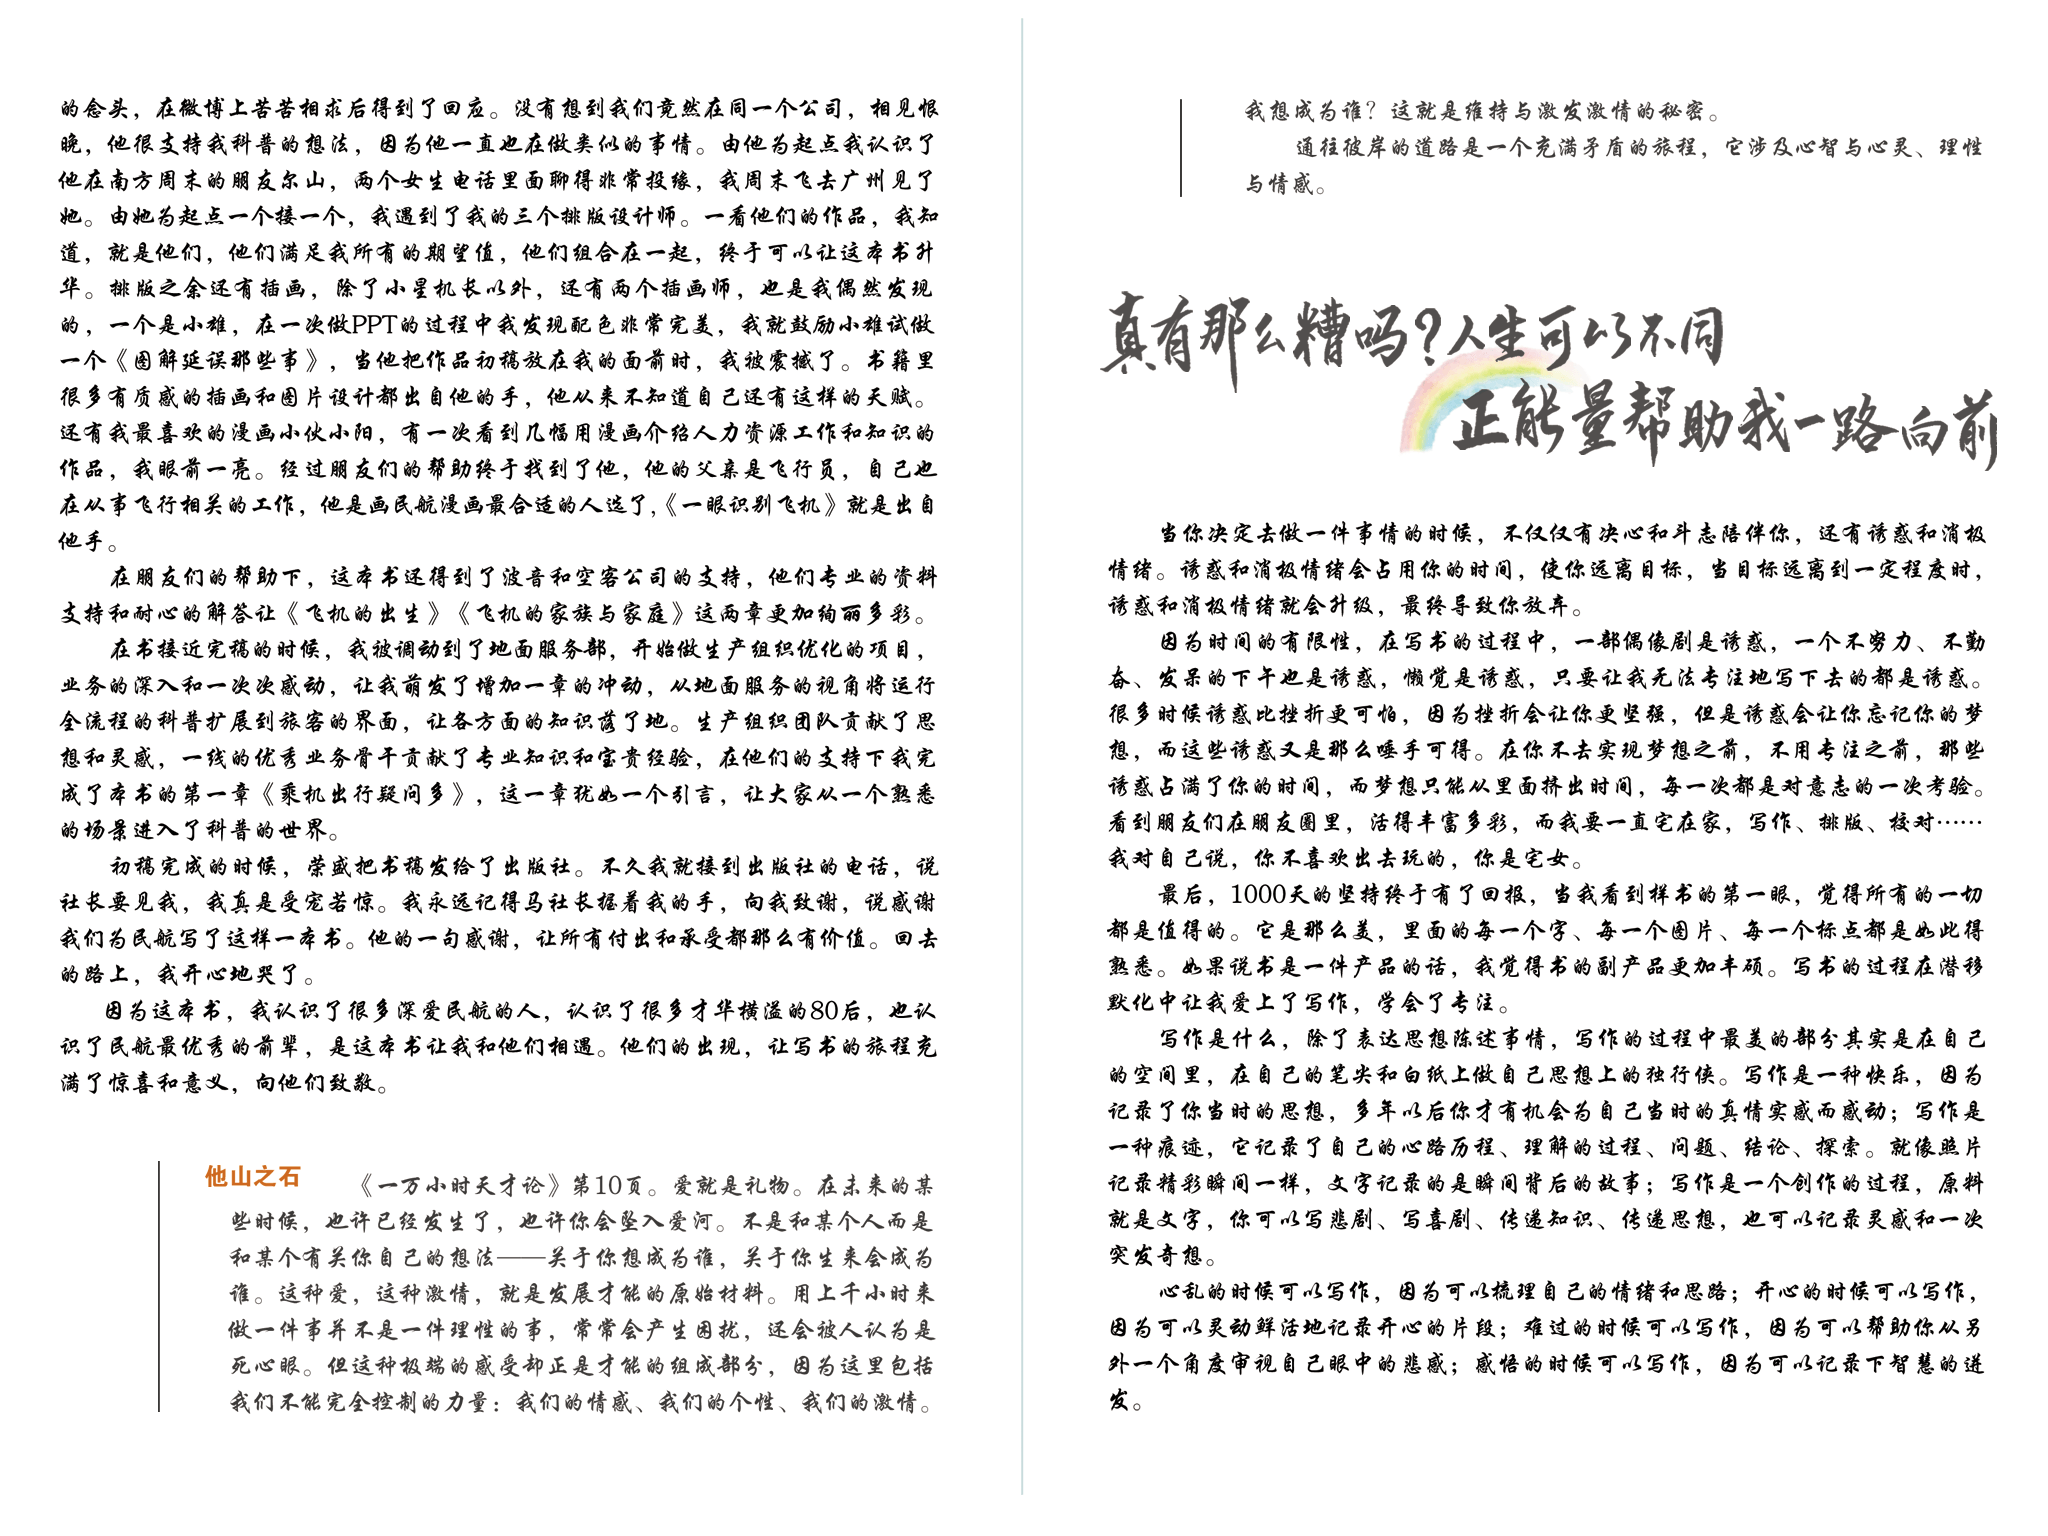 的念头，在微博上苦苦相求后得到了回应。没有想到我们竟然在同一个公司，相见恨
晚，他很支持我科普的想法，因为他一直也在做类似的事情。由他为起点我认识了
他在南方周末的朋友尔山，两个女生电话里面聊得非常投缘，我周末飞去广州见了
她。由她为起点一个接一个，我遇到了我的三个排版设计师。一看他们的作品，我知
道，就是他们，他们满足我所有的期望值，他们组合在一起，终于可以让这本书升
华。排版之余还有插画，除了小星机长以外，还有两个插画师，也是我偶然发现
的，一个是小雄，在一次做PPT的过程中我发现配色非常完美，我就鼓励小雄试做
一个《图解延误那些事》，当他把作品初稿放在我的面前时，我被震撼了。书籍里
很多有质感的插画和图片设计都出自他的手，他从来不知道自己还有这样的天赋。
还有我最喜欢的漫画小伙小阳，有一次看到几幅用漫画介绍人力资源工作和知识的
作品，我眼前一亮。经过朋友们的帮助终于找到了他，他的父亲是飞行员，自己也
在从事飞行相关的工作，他是画民航漫画最合适的人选了，《一眼识别飞机》就是出自
他手。
在朋友们的帮助下，这本书还得到了波音和空客公司的支持，他们专业的资料
支持和耐心的解答让《飞机的出生》《飞机的家族与家庭》这两章更加绚丽多彩。
在书接近完稿的时候，我被调动到了地面服务部，开始做生产组织优化的项目，
业务的深入和一次次感动，让我萌发了增加一章的冲动，从地面服务的视角将运行
全流程的科普扩展到旅客的界面，让各方面的知识落了地。生产组织团队贡献了思
想和灵感，一线的优秀业务骨干贡献了专业知识和宝贵经验，在他们的支持下我完
成了本书的第一章《乘机出行疑问多》，这一章犹如一个引言，让大家从一个熟悉
的场景进入了科普的世界。
初稿完成的时候，荣盛把书稿发给了出版社。不久我就接到出版社的电话，说
社长要见我，我真是受宠若惊。我永远记得马社长握着我的手，向我致谢，说感谢
我们为民航写了这样一本书。他的一句感谢，让所有付出和承受都那么有价值。回去
的路上，我开心地哭了。
因为这本书，我认识了很多深爱民航的人，认识了很多才华横溢的80后，也认
识了民航最优秀的前辈，是这本书让我和他们相遇。他们的出现，让写书的旅程充
满了惊喜和意义，向他们致敬。
他山之石 《一万小时天才论》第10页。爱就是礼物。在未来的某
些时候，也许已经发生了，也许你会坠入爱河。不是和某个人而是
和某个有关你自己的想法——关于你想成为谁，关于你生来会成为
谁。这种爱，这种激情，就是发展才能的原始材料。用上千小时来
做一件事并不是一件理性的事，常常会产生困扰，还会被人认为是
死心眼。但这种极端的感受却正是才能的组成部分，因为这里包括
我们不能完全控制的力量：我们的情感、我们的个性、我们的激情。
我想成为谁？这就是维持与激发激情的秘密。
通往彼岸的道路是一个充满矛盾的旅程，它涉及心智与心灵、理性
与情感。
真有那么糟吗？人生可以不同
正能量帮助我一路向前
当你决定去做一件事情的时候，不仅仅有决心和斗志陪伴你，还有诱惑和消极
情绪。诱惑和消极情绪会占用你的时间，使你远离目标，当目标远离到一定程度时，
诱惑和消极情绪就会升级，最终导致你放弃。
因为时间的有限性，在写书的过程中，一部偶像剧是诱惑，一个不努力、不勤
奋、发呆的下午也是诱惑，懒觉是诱惑，只要让我无法专注地写下去的都是诱惑。
很多时候诱惑比挫折更可怕，因为挫折会让你更坚强，但是诱惑会让你忘记你的梦
想，而这些诱惑又是那么唾手可得。在你不去实现梦想之前，不用专注之前，那些
诱惑占满了你的时间，而梦想只能从里面挤出时间，每一次都是对意志的一次考验。
看到朋友们在朋友圈里，活得丰富多彩，而我要一直宅在家，写作、排版、校对……
我对自己说，你不喜欢出去玩的，你是宅女。
最后，1000天的坚持终于有了回报，当我看到样书的第一眼，觉得所有的一切
都是值得的。它是那么美，里面的每一个字、每一个图片、每一个标点都是如此得
熟悉。如果说书是一件产品的话，我觉得书的副产品更加丰硕。写书的过程在潜移
默化中让我爱上了写作，学会了专注。
写作是什么，除了表达思想陈述事情，写作的过程中最美的部分其实是在自己
的空间里，在自己的笔尖和白纸上做自己思想上的独行侠。写作是一种快乐，因为
记录了你当时的思想，多年以后你才有机会为自己当时的真情实感而感动；写作是
一种痕迹，它记录了自己的心路历程、理解的过程、问题、结论、探索。就像照片
记录精彩瞬间一样，文字记录的是瞬间背后的故事；写作是一个创作的过程，原料
就是文字，你可以写悲剧、写喜剧、传递知识、传递思想，也可以记录灵感和一次
突发奇想。
心乱的时候可以写作，因为可以梳理自己的情绪和思路；开心的时候可以写作，
因为可以灵动鲜活地记录开心的片段；难过的时候可以写作，因为可以帮助你从另
外一个角度审视自己眼中的悲感；感悟的时候可以写作，因为可以记录下智慧的迸
发。